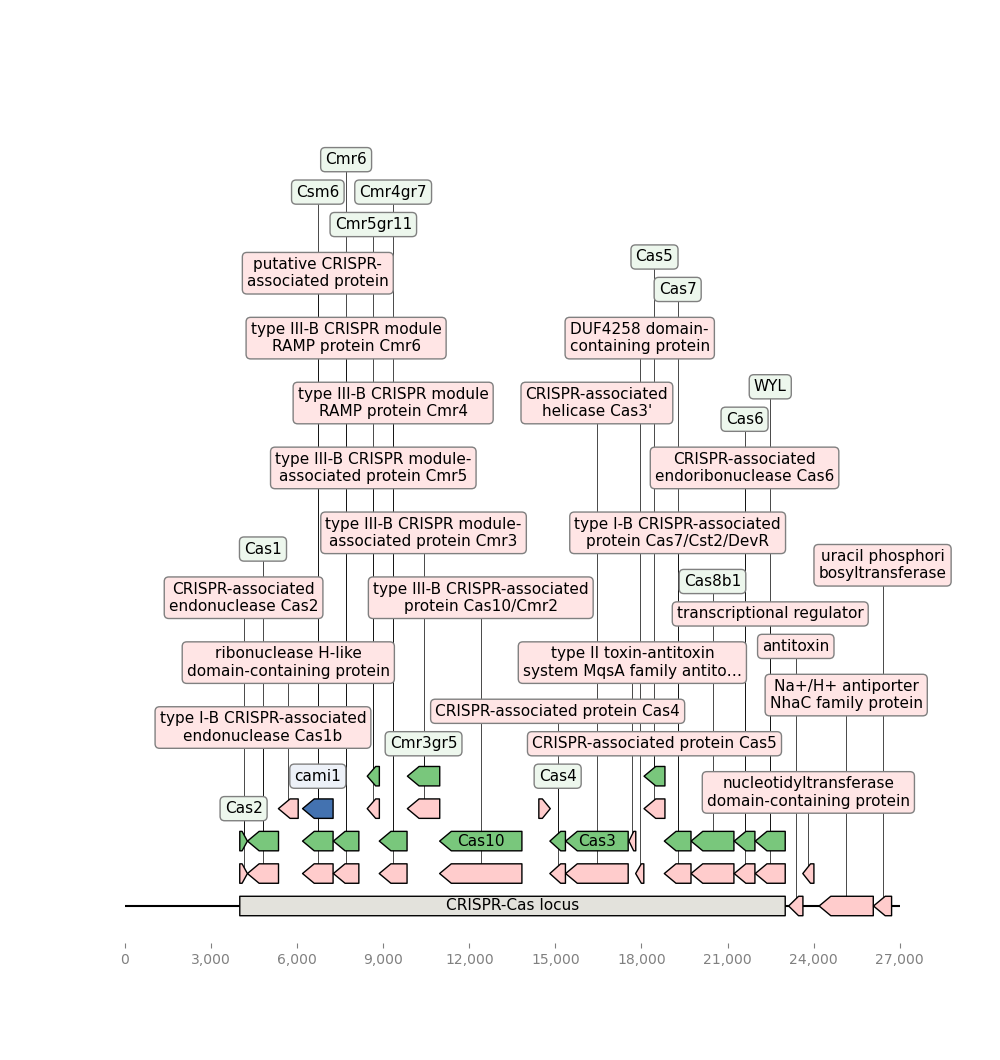 Cmr6
Csm6
Cmr4gr7
Cmr5gr11
putative CRISPR-
associated protein
Cas5
Cas7
type III-B CRISPR module
RAMP protein Cmr6
DUF4258 domain-
containing protein
type III-B CRISPR module
RAMP protein Cmr4
CRISPR-associated
helicase Cas3'
WYL
Cas6
type III-B CRISPR module-
associated protein Cmr5
CRISPR-associated
endoribonuclease Cas6
type III-B CRISPR module-
associated protein Cmr3
type I-B CRISPR-associated
protein Cas7/Cst2/DevR
Cas1
uracil phosphori
bosyltransferase
CRISPR-associated
endonuclease Cas2
type III-B CRISPR-associated
protein Cas10/Cmr2
Cas8b1
transcriptional regulator
ribonuclease H-like
domain-containing protein
type II toxin-antitoxin
system MqsA family antito...
antitoxin
Na+/H+ antiporter
NhaC family protein
CRISPR-associated protein Cas4
type I-B CRISPR-associated
endonuclease Cas1b
Cmr3gr5
CRISPR-associated protein Cas5
cami1
Cas4
nucleotidyltransferase
domain-containing protein
Cas2
Cas10
Cas3
CRISPR-Cas locus
0
3,000
6,000
9,000
12,000
15,000
18,000
21,000
24,000
27,000